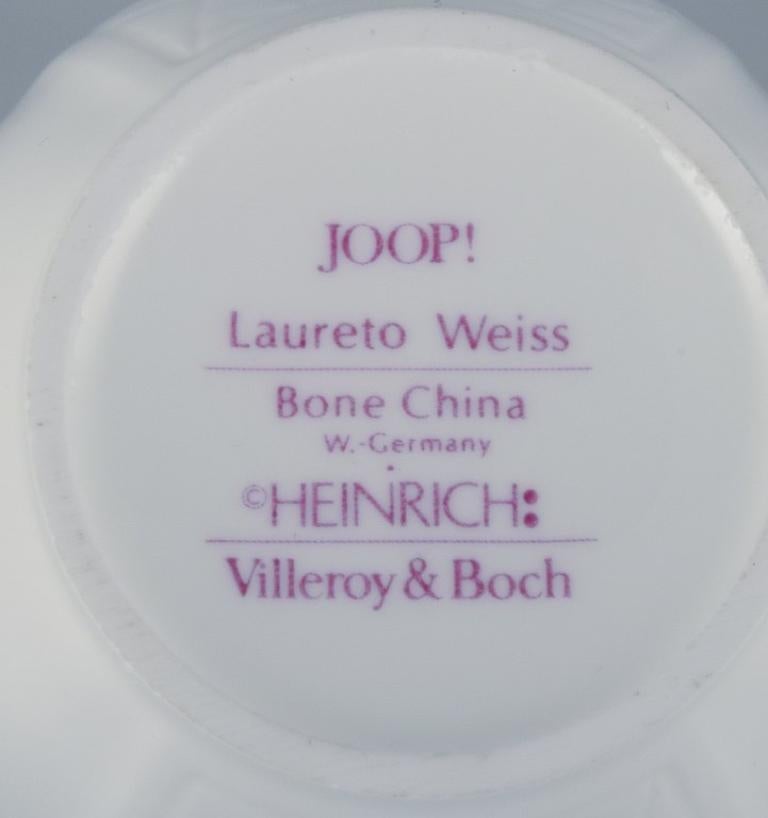 JOOP!
Laureto Weiss
Bone China
W.-Germany
©HEINRICH:
Villeroy & Boch